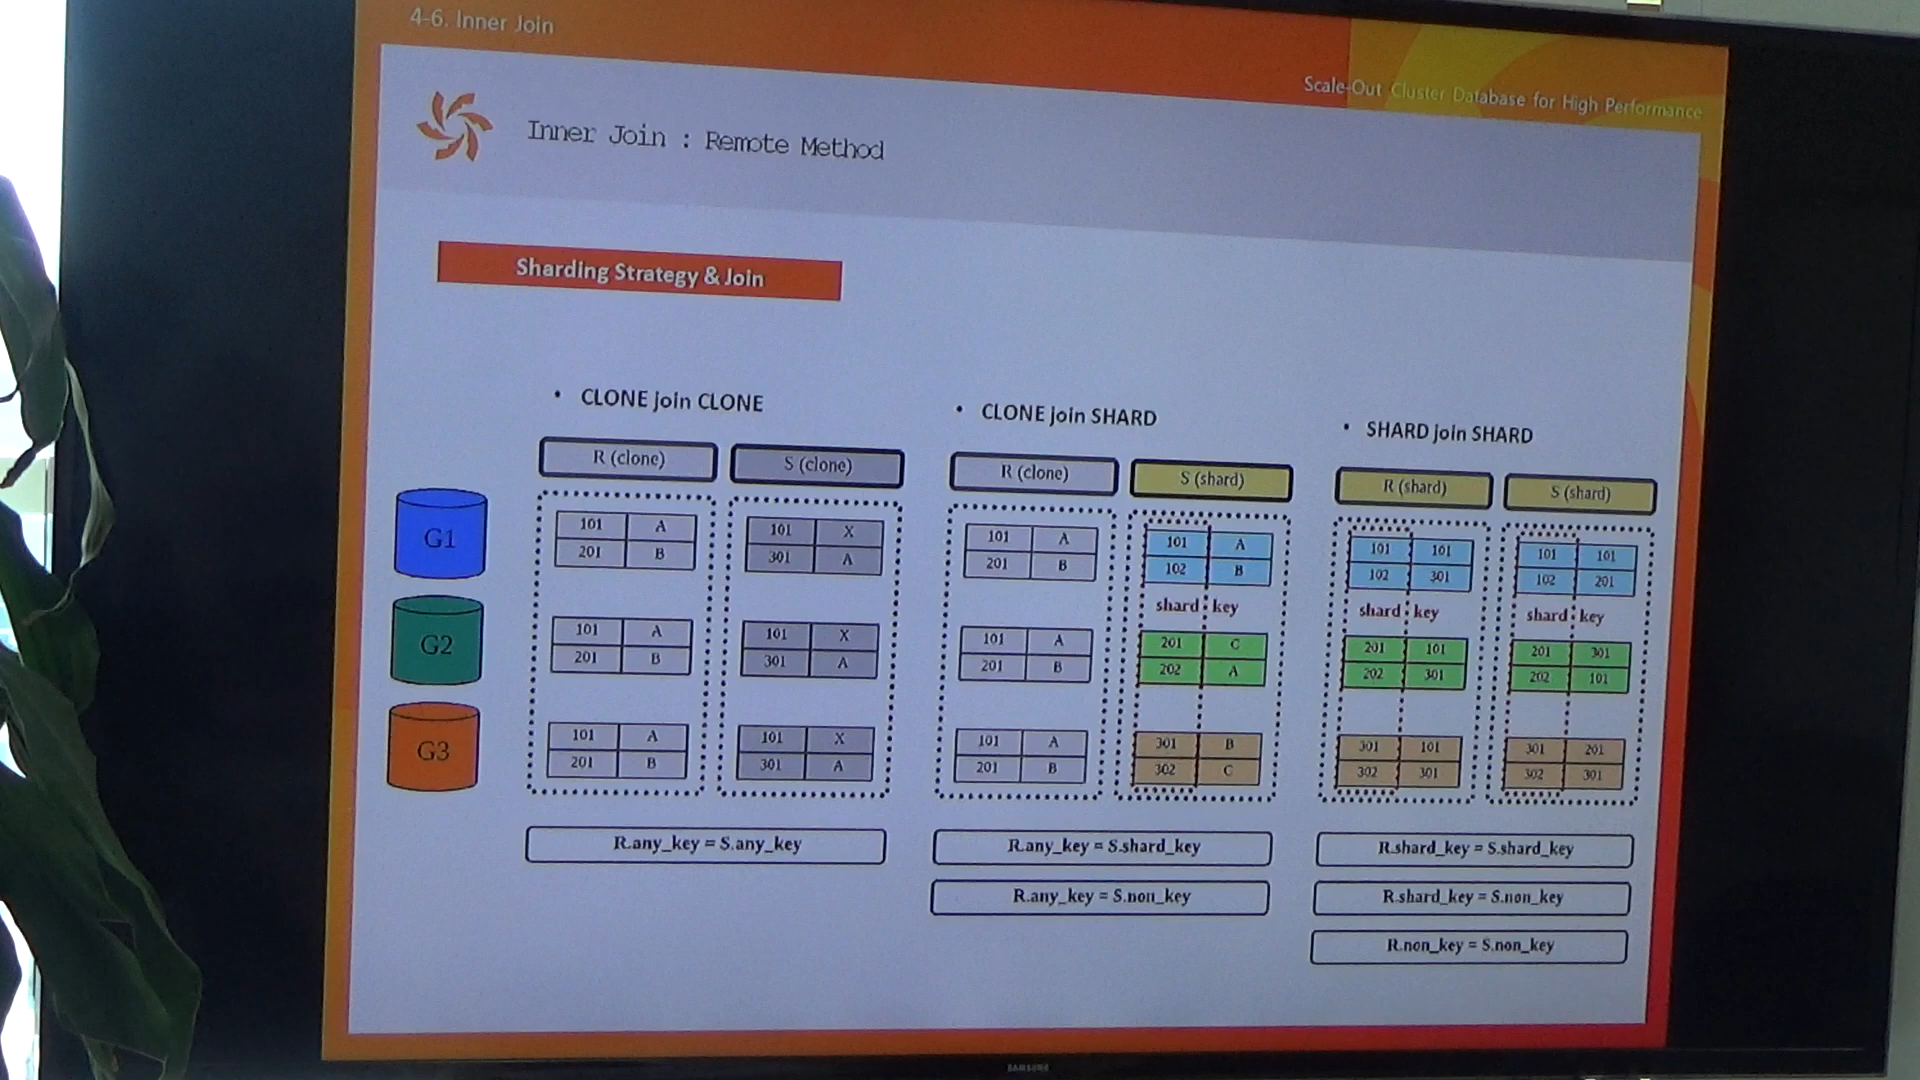 4-6. Inner Join
Scale-Out Cluster Database for High Performance
Inner Join : Remote Method
Sharding Strategy & Join
• CLONE join CLONE
R (clone) S (clone)
G1
101 A 101 X
201 B 301 A
G2
101 A 101 X
201 B 301 A
G3
101 A 101 X
201 B 301 A
R.any_key = S.any_key
• CLONE join SHARD
R (clone) S (shard)
101 A 101 A
201 B 102 B
shard key
101 A 201 C
201 B 202 A
101 A 301 B
201 B 302 C
R.any_key = S.shard_key
R.any_key = S.non_key
• SHARD join SHARD
R (shard) S (shard)
101 101 101 101
102 301 102 201
shard key shard key
201 101 201 301
202 301 202 101
301 101 301 201
302 301 302 301
R.shard_key = S.shard_key
R.shard_key = S.non_key
R.non_key = S.non_key
SAMSUNG